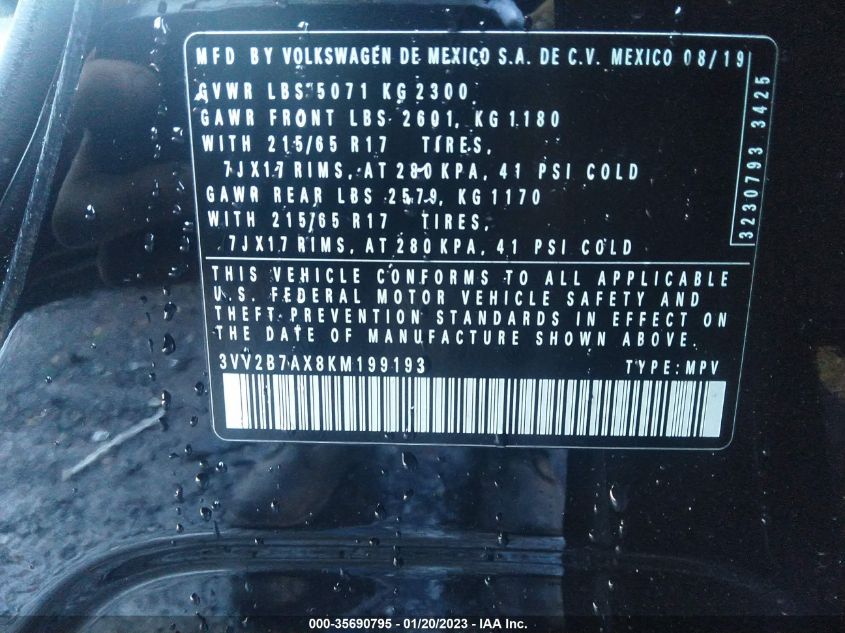 MFD BY VOLKSWAGEN DE MEXICO S.A. DE C.V. MEXICO 08/19
GVWR LBS 5071 KG 2300
GAWR FRONT LBS 2601, KG 1180
WITH 215/65 R17 TIRES,
7JX17 RIMS, AT 280 KPA, 41 PSI COLD
GAWR REAR LBS 2579, KG 1170
WITH 215/65 R17 TIRES,
7JX17 RIMS, AT 280 KPA, 41 PSI COLD
3230793 3425
THIS VEHICLE CONFORMS TO ALL APPLICABLE
U.S. FEDERAL MOTOR VEHICLE SAFETY AND
THEFT PREVENTION STANDARDS IN EFFECT ON
THE DATE OF MANUFACTURE SHOWN ABOVE.
3VV2B7AX8KM199193 TYPE: MPV
000-35690795 - 01/20/2023 - IAA Inc.